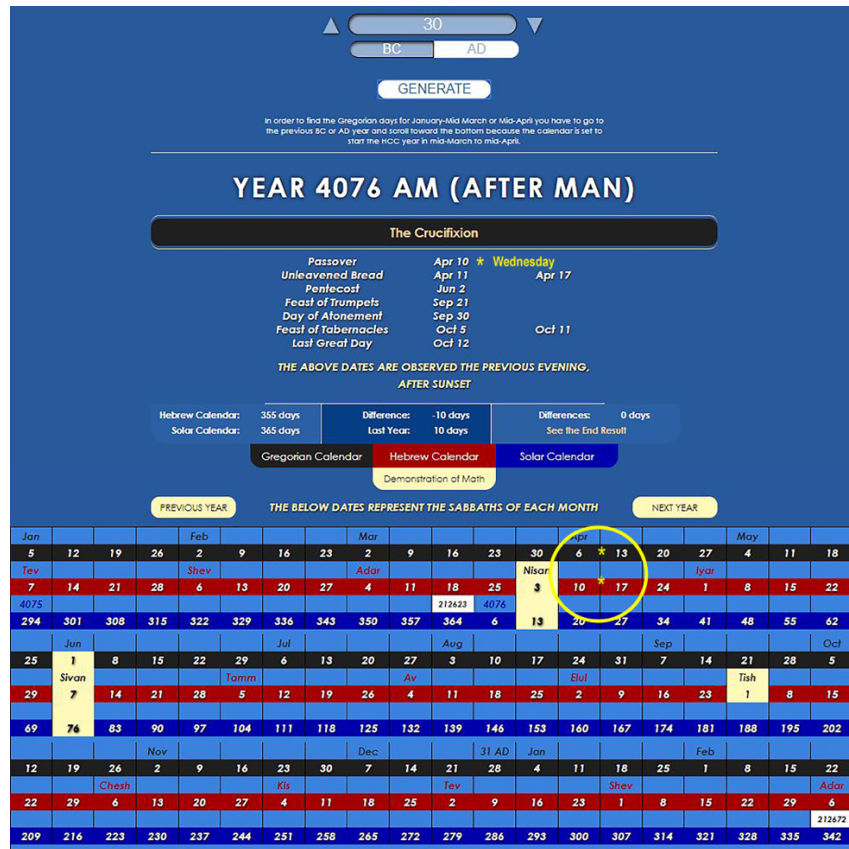 30
BC AD
GENERATE
In order to find the Gregorian days for January-Mid March or Mid-April you have to go to
the previous BC or AD year and scroll toward the bottom because the calendar is set to
start the HCC year in mid-March to mid-April.
YEAR 4076 AM (AFTER MAN)
The Crucifixion
Passover Apr 10 * Wednesday
Unleavened Bread Apr 11 Apr 17
Pentecost Jun 2
Feast of Trumpets Sep 21
Day of Atonement Sep 30
Feast of Tabernacles Oct 5 Oct 11
Last Great Day Oct 12
THE ABOVE DATES ARE OBSERVED THE PREVIOUS EVENING,
AFTER SUNSET
Hebrew Calendar: 355 days Difference: -10 days Differences: 0 days
Solar Calendar: 365 days Last Year: 10 days See the End Result
Gregorian Calendar Hebrew Calendar Solar Calendar
Demonstration of Math
PREVIOUS YEAR THE BELOW DATES REPRESENT THE SABBATHS OF EACH MONTH NEXT YEAR
Jan Feb Mar Apr May
5 12 19 26 2 9 16 23 2 9 16 23 30 6 * 13 20 27 4 11 18
Tev Shev Adar Nisan Iyar
7 14 21 28 6 13 20 27 4 11 18 25 3 10 * 17 24 1 8 15 22
4075 212623 4076
294 301 308 315 322 329 336 343 350 357 364 6 13 20 27 34 41 48 55 62
Jun Jul Aug Sep Oct
25 1 8 15 22 29 6 13 20 27 3 10 17 24 31 7 14 21 28 5
Sivan Tamm Av Elul Tish
29 7 14 21 28 5 12 19 26 4 11 18 25 2 9 16 23 1 8 15
69 76 83 90 97 104 111 118 125 132 139 146 153 160 167 174 181 188 195 202
Nov Dec 31 AD Jan Feb
12 19 26 2 9 16 23 30 7 14 21 28 4 11 18 25 1 8 15 22
Chesh Kis Tev Shev Adar
22 29 6 13 20 27 4 11 18 25 2 9 16 23 1 8 15 22 29 6
212672
209 216 223 230 237 244 251 258 265 272 279 286 293 300 307 314 321 328 335 342